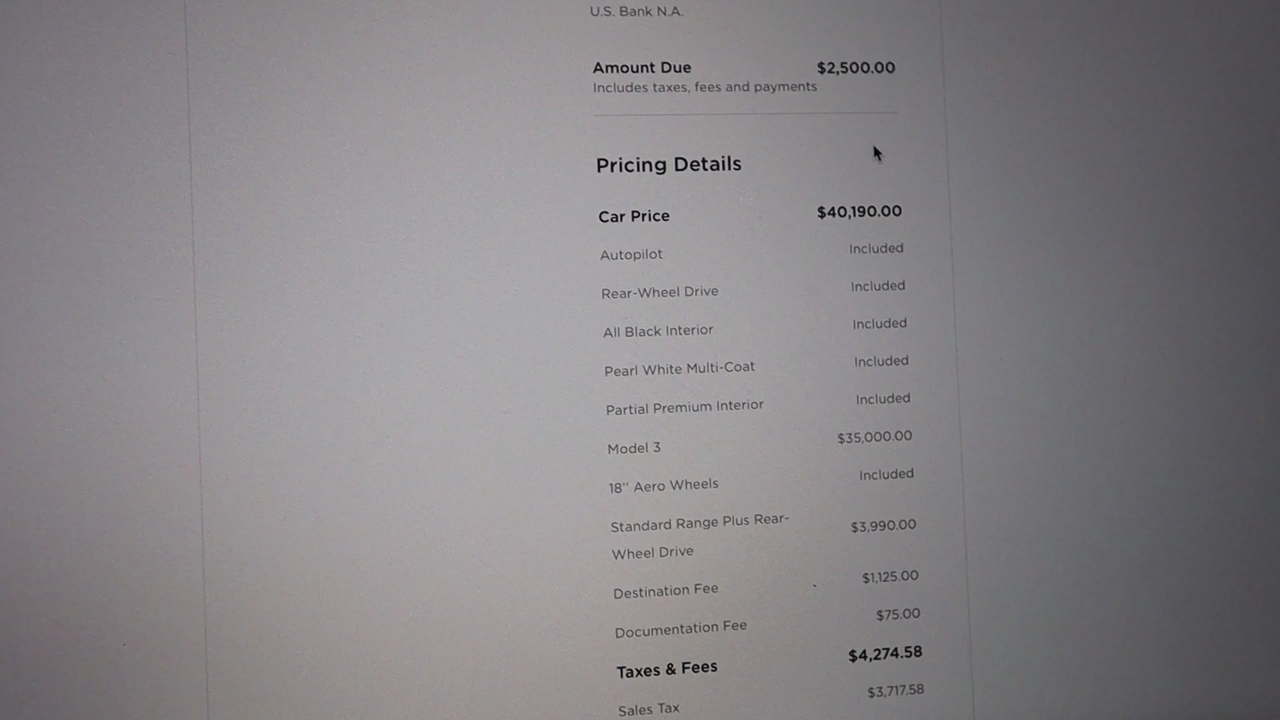 U.S. Bank N.A.
Amount Due $2,500.00
Includes taxes, fees and payments
Pricing Details
Car Price $40,190.00
Autopilot Included
Rear-Wheel Drive Included
All Black Interior Included
Pearl White Multi-Coat Included
Partial Premium Interior Included
Model 3 $35,000.00
18" Aero Wheels Included
Standard Range Plus Rear- $3,990.00
Wheel Drive
Destination Fee $1,125.00
Documentation Fee $75.00
Taxes & Fees $4,274.58
Sales Tax $3,717.58